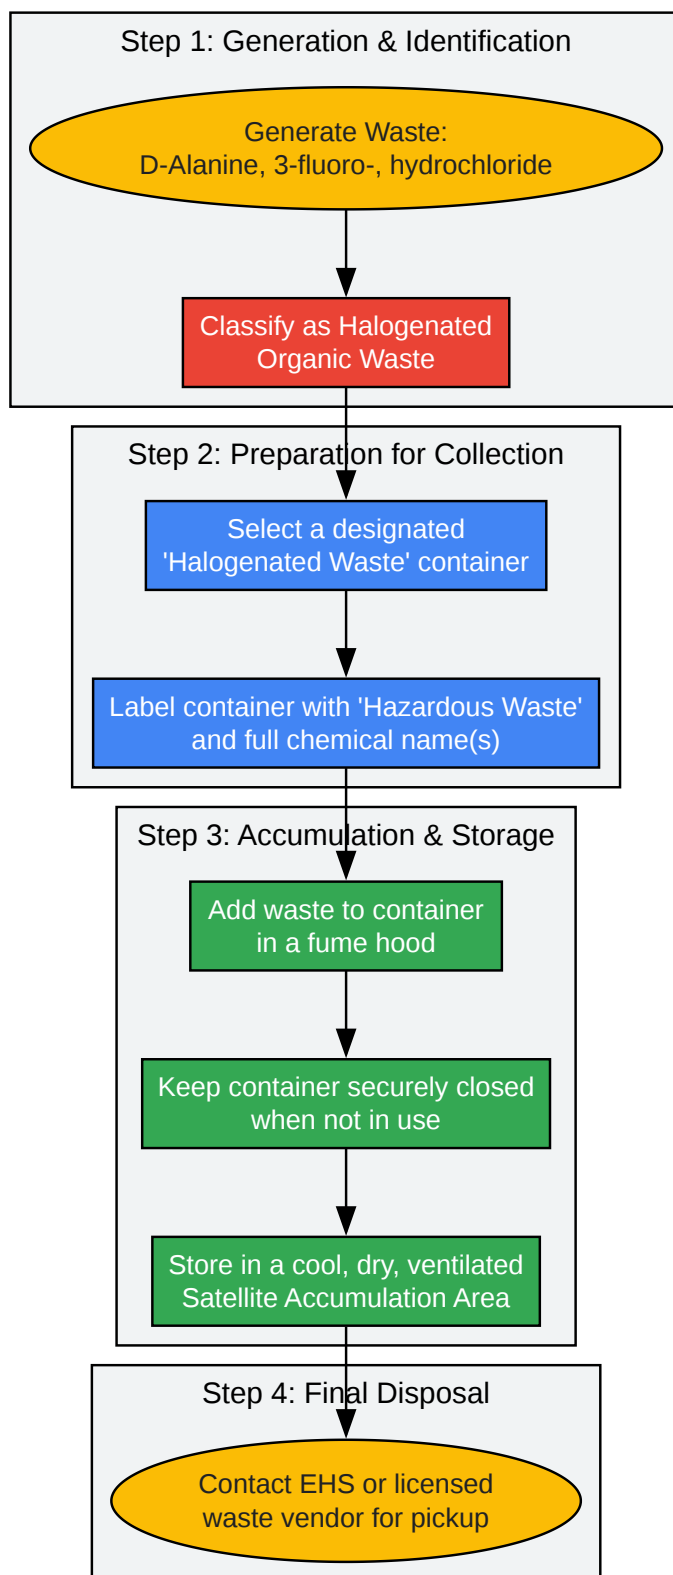 Step 1: Generation & Identification
Generate Waste:
D-Alanine, 3-fluoro-, hydrochloride
Classify as Halogenated
Organic Waste
Step 2: Preparation for Collection
Select a designated
'Halogenated Waste' container
Label container with 'Hazardous Waste'
and full chemical name(s)
Step 3: Accumulation & Storage
Add waste to container
in a fume hood
Keep container securely closed
when not in use
Store in a cool, dry, ventilated
Satellite Accumulation Area
Step 4: Final Disposal
Contact EHS or licensed
waste vendor for pickup